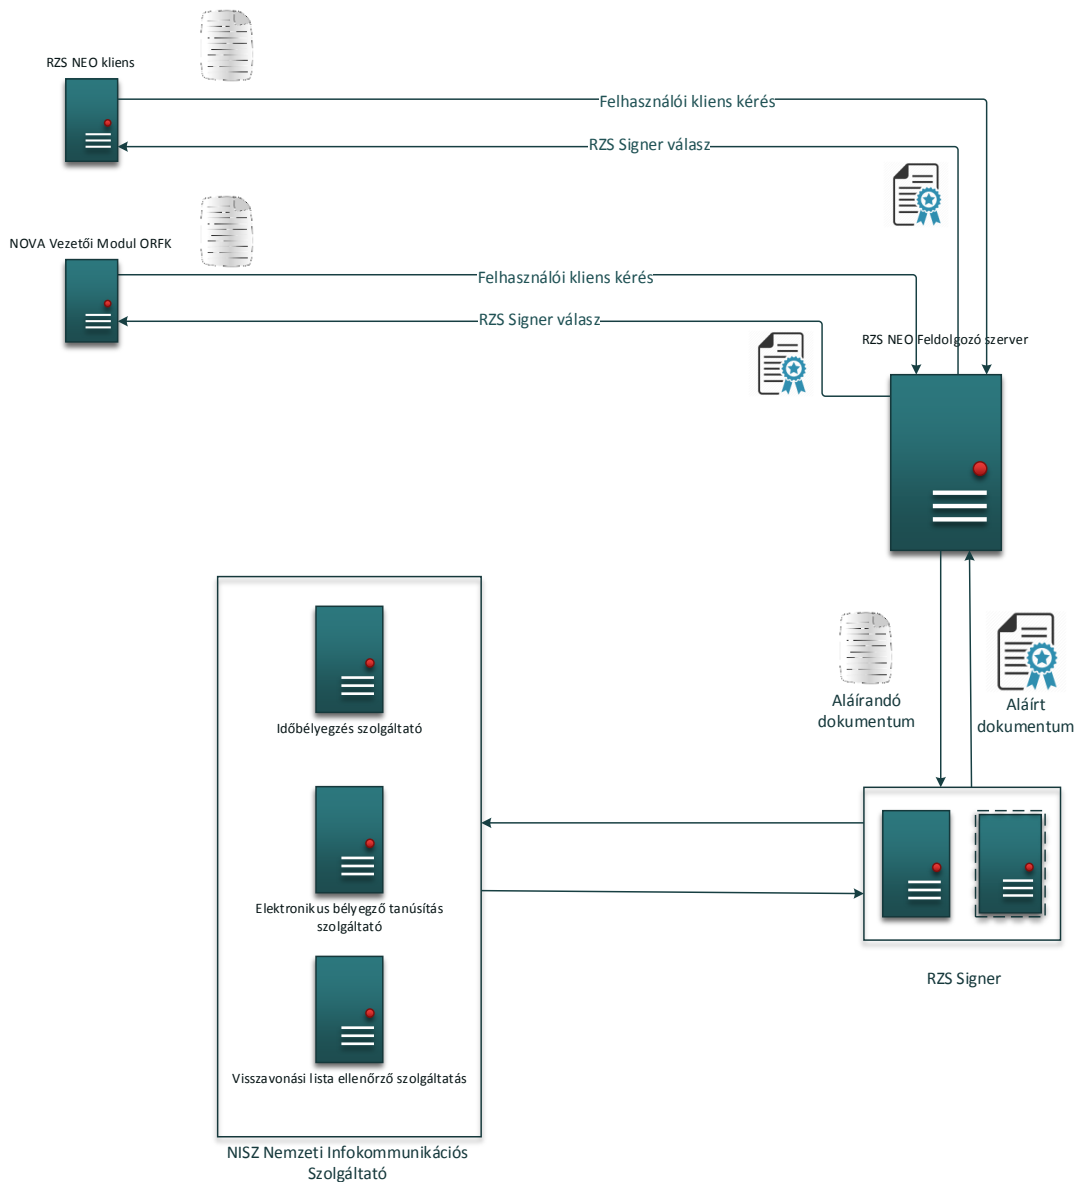 RZS NEO kliens
Felhasználói kliens kérés
RZS Signer válasz
NOVA Vezetői Modul ORFK
Felhasználói kliens kérés
RZS Signer válasz
RZS NEO Feldolgozó szerver
Aláírandó
dokumentum
Aláírt
dokumentum
Időbélyegzés szolgáltató
Elektronikus bélyegző tanúsítás
szolgáltató
RZS Signer
Visszavonási lista ellenőrző szolgáltatás
NISZ Nemzeti Infokommunikációs
Szolgáltató